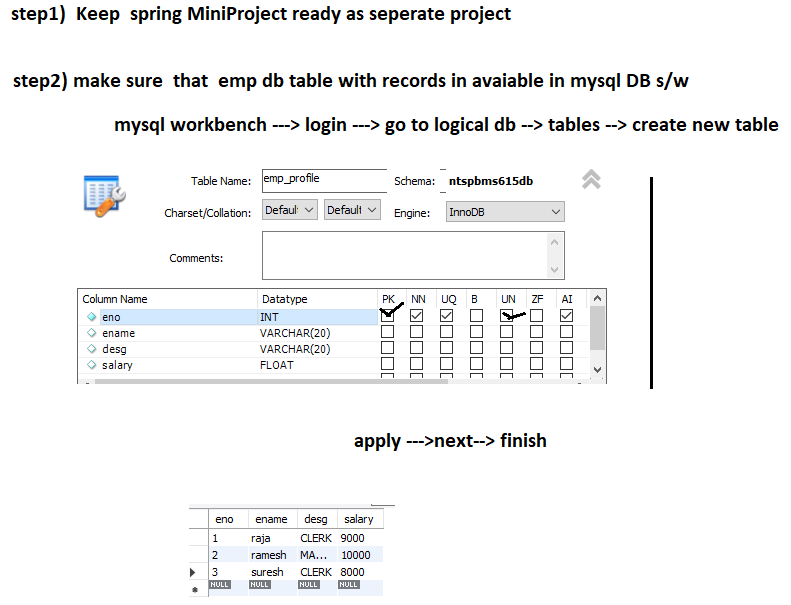 step1) Keep spring MiniProject ready as seperate project
step2) make sure that emp db table with records in avaiable in mysql DB s/w
mysql workbench ---> login ---> go to logical db --> tables --> create new table
Table Name: emp_profile Schema: ntspbms615db
Charset/Collation: Defaul Default Engine: InnoDB
Comments:
Column Name Datatype PK NN UQ B UN ZF AI
eno INT
ename VARCHAR(20)
desg VARCHAR(20)
salary FLOAT
apply --->next--> finish
eno ename desg salary
1 raja CLERK 9000
2 ramesh MA... 10000
3 suresh CLERK 8000
NULL NULL NULL NULL